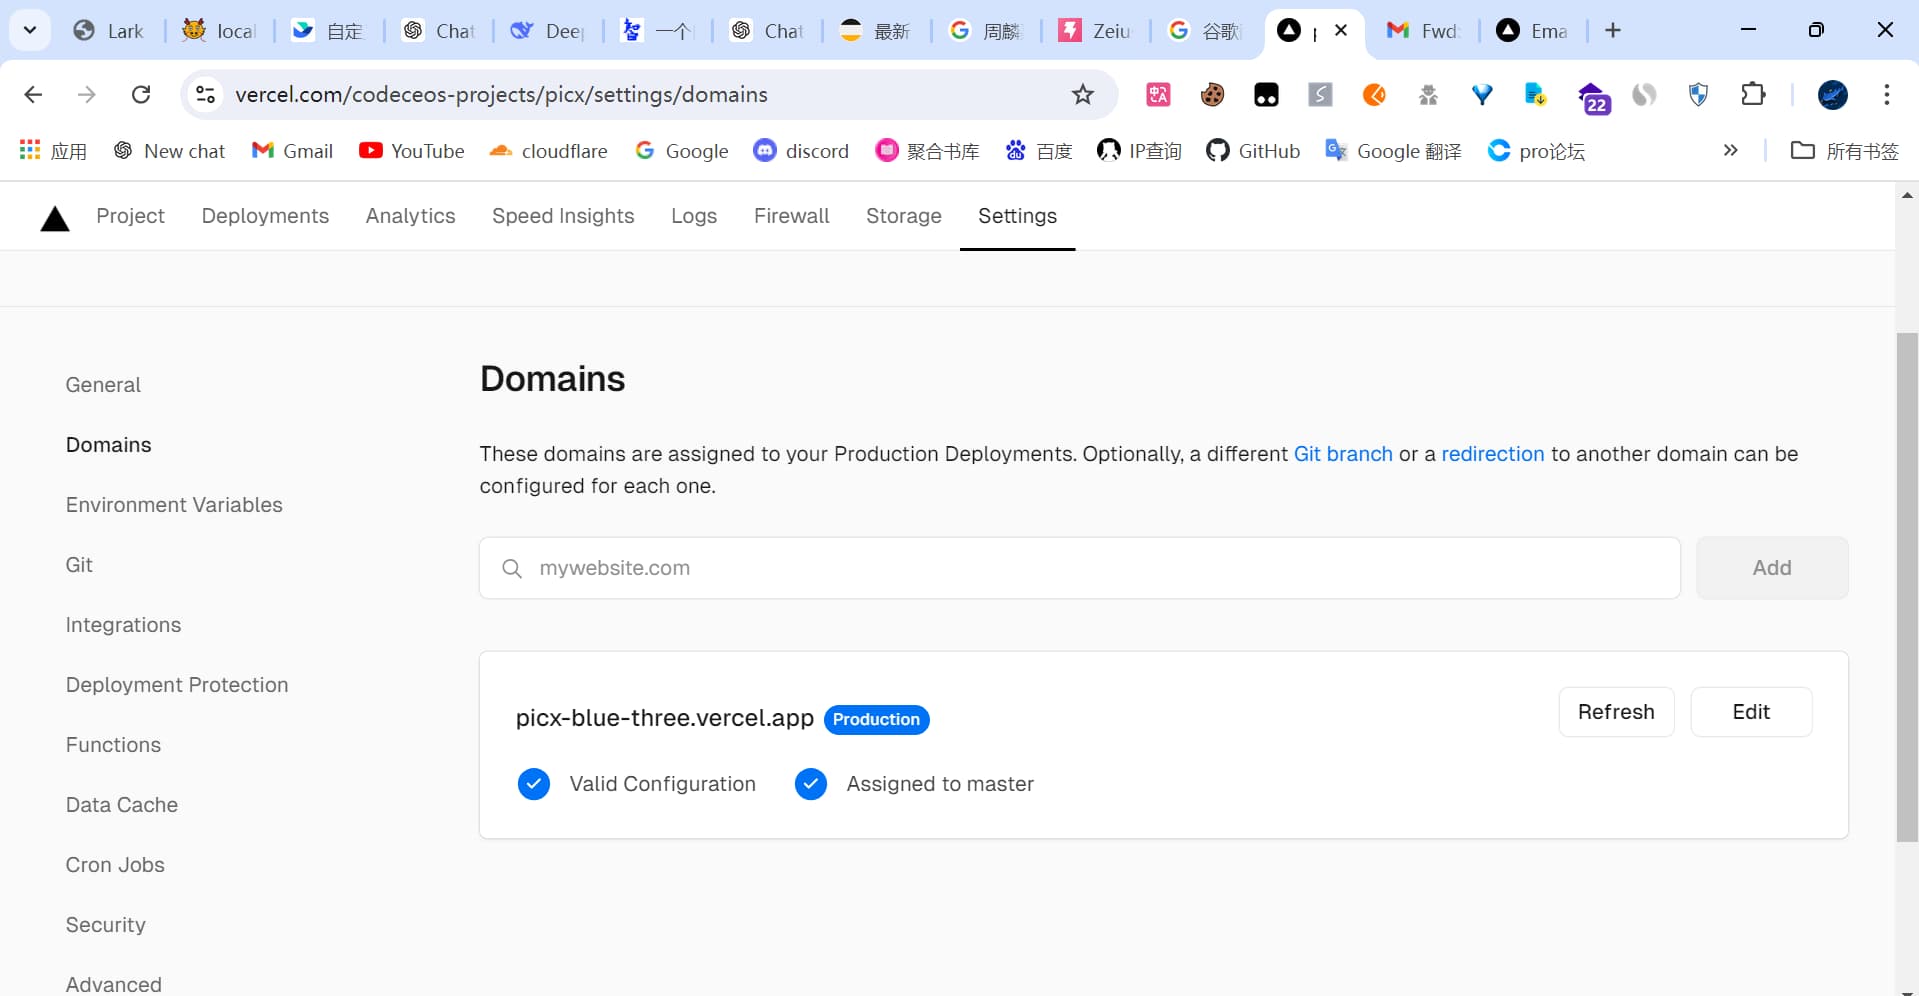 Lark
local
自定
Chat
Deep
一个
Chat
最新
周麟
Zeiu
谷歌
Fwd:
Ema
vercel.com/codeceos-projects/picx/settings/domains
22
应用
New chat
Gmail
YouTube
cloudflare
Google
discord
聚合书库
百度
IP查询
GitHub
Google 翻译
pro论坛
所有书签
Project
Deployments
Analytics
Speed Insights
Logs
Firewall
Storage
Settings
General
Domains
Environment Variables
Git
Integrations
Deployment Protection
Functions
Data Cache
Cron Jobs
Security
Advanced
Domains
These domains are assigned to your Production Deployments. Optionally, a different Git branch or a redirection to another domain can be
configured for each one.
mywebsite.com
Add
picx-blue-three.vercel.app
Production
Refresh
Edit
Valid Configuration
Assigned to master